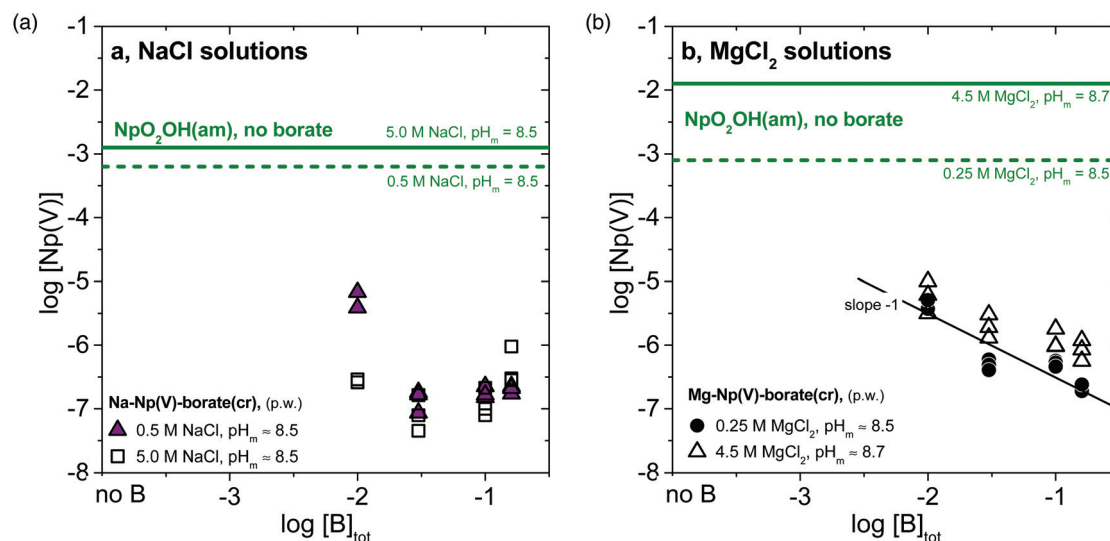 (a)
a, NaCl solutions
log [Np(V)]
-1
-2
-3
-4
-5
-6
-7
-8
NpO₂OH(am), no borate
5.0 M NaCl, pHₘ = 8.5
0.5 M NaCl, pHₘ = 8.5
Na-Np(V)-borate(cr), (p.w.)
0.5 M NaCl, pHₘ ≈ 8.5
5.0 M NaCl, pHₘ ≈ 8.5
no B -3 -2 -1
log [B]tot
(b)
b, MgCl₂ solutions
log [Np(V)]
-1
-2
-3
-4
-5
-6
-7
-8
4.5 M MgCl₂, pHₘ = 8.7
NpO₂OH(am), no borate
0.25 M MgCl₂, pHₘ = 8.5
slope -1
Mg-Np(V)-borate(cr), (p.w.)
0.25 M MgCl₂, pHₘ ≈ 8.5
4.5 M MgCl₂, pHₘ ≈ 8.7
no B -3 -2 -1
log [B]tot